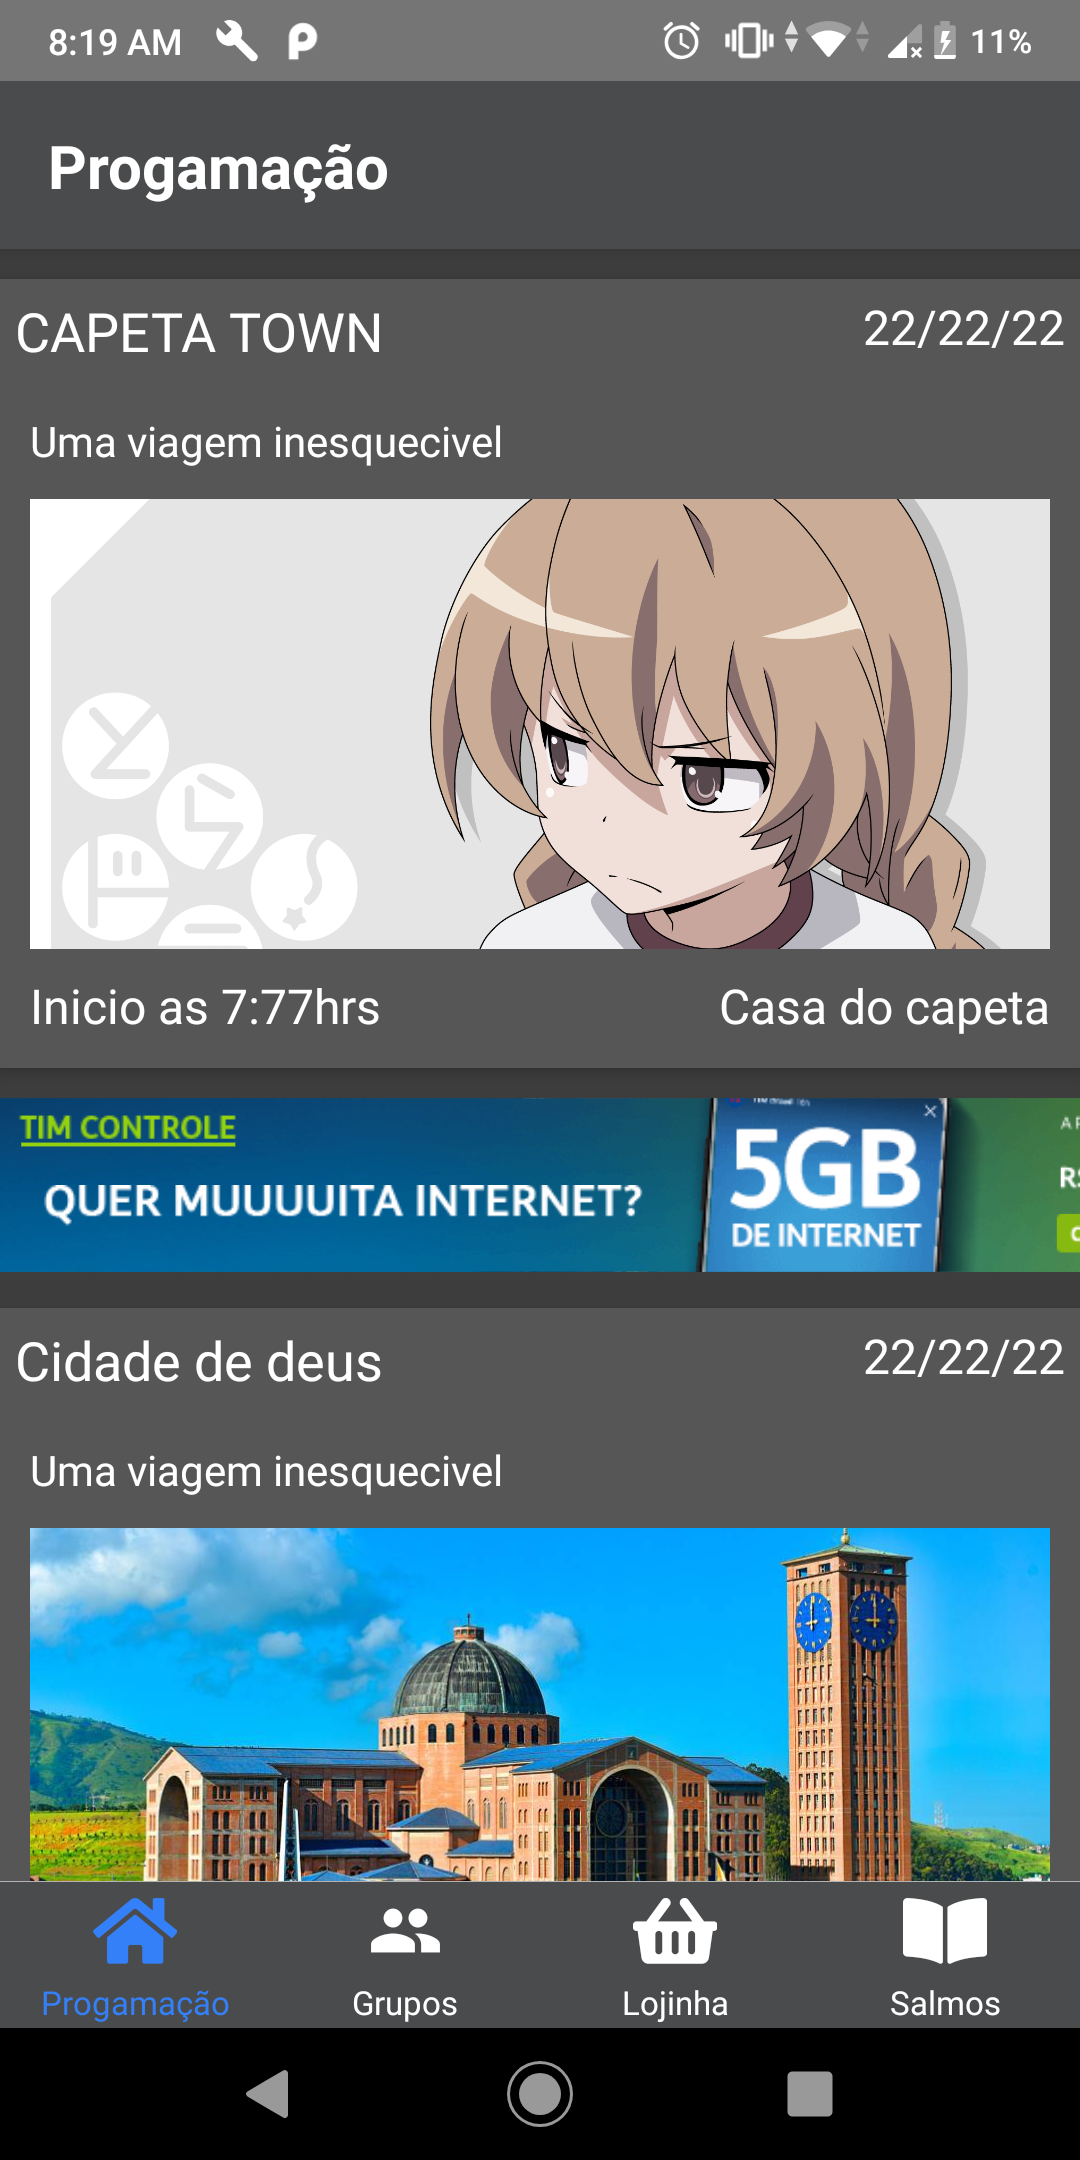 8:19 AM
11%
Progamação
CAPETA TOWN
22/22/22
Uma viagem inesquecivel
Inicio as 7:77hrs
Casa do capeta
TIM CONTROLE
QUER MUUUUITA INTERNET?
5GB
DE INTERNET
Cidade de deus
22/22/22
Uma viagem inesquecivel
Progamação
Grupos
Lojinha
Salmos